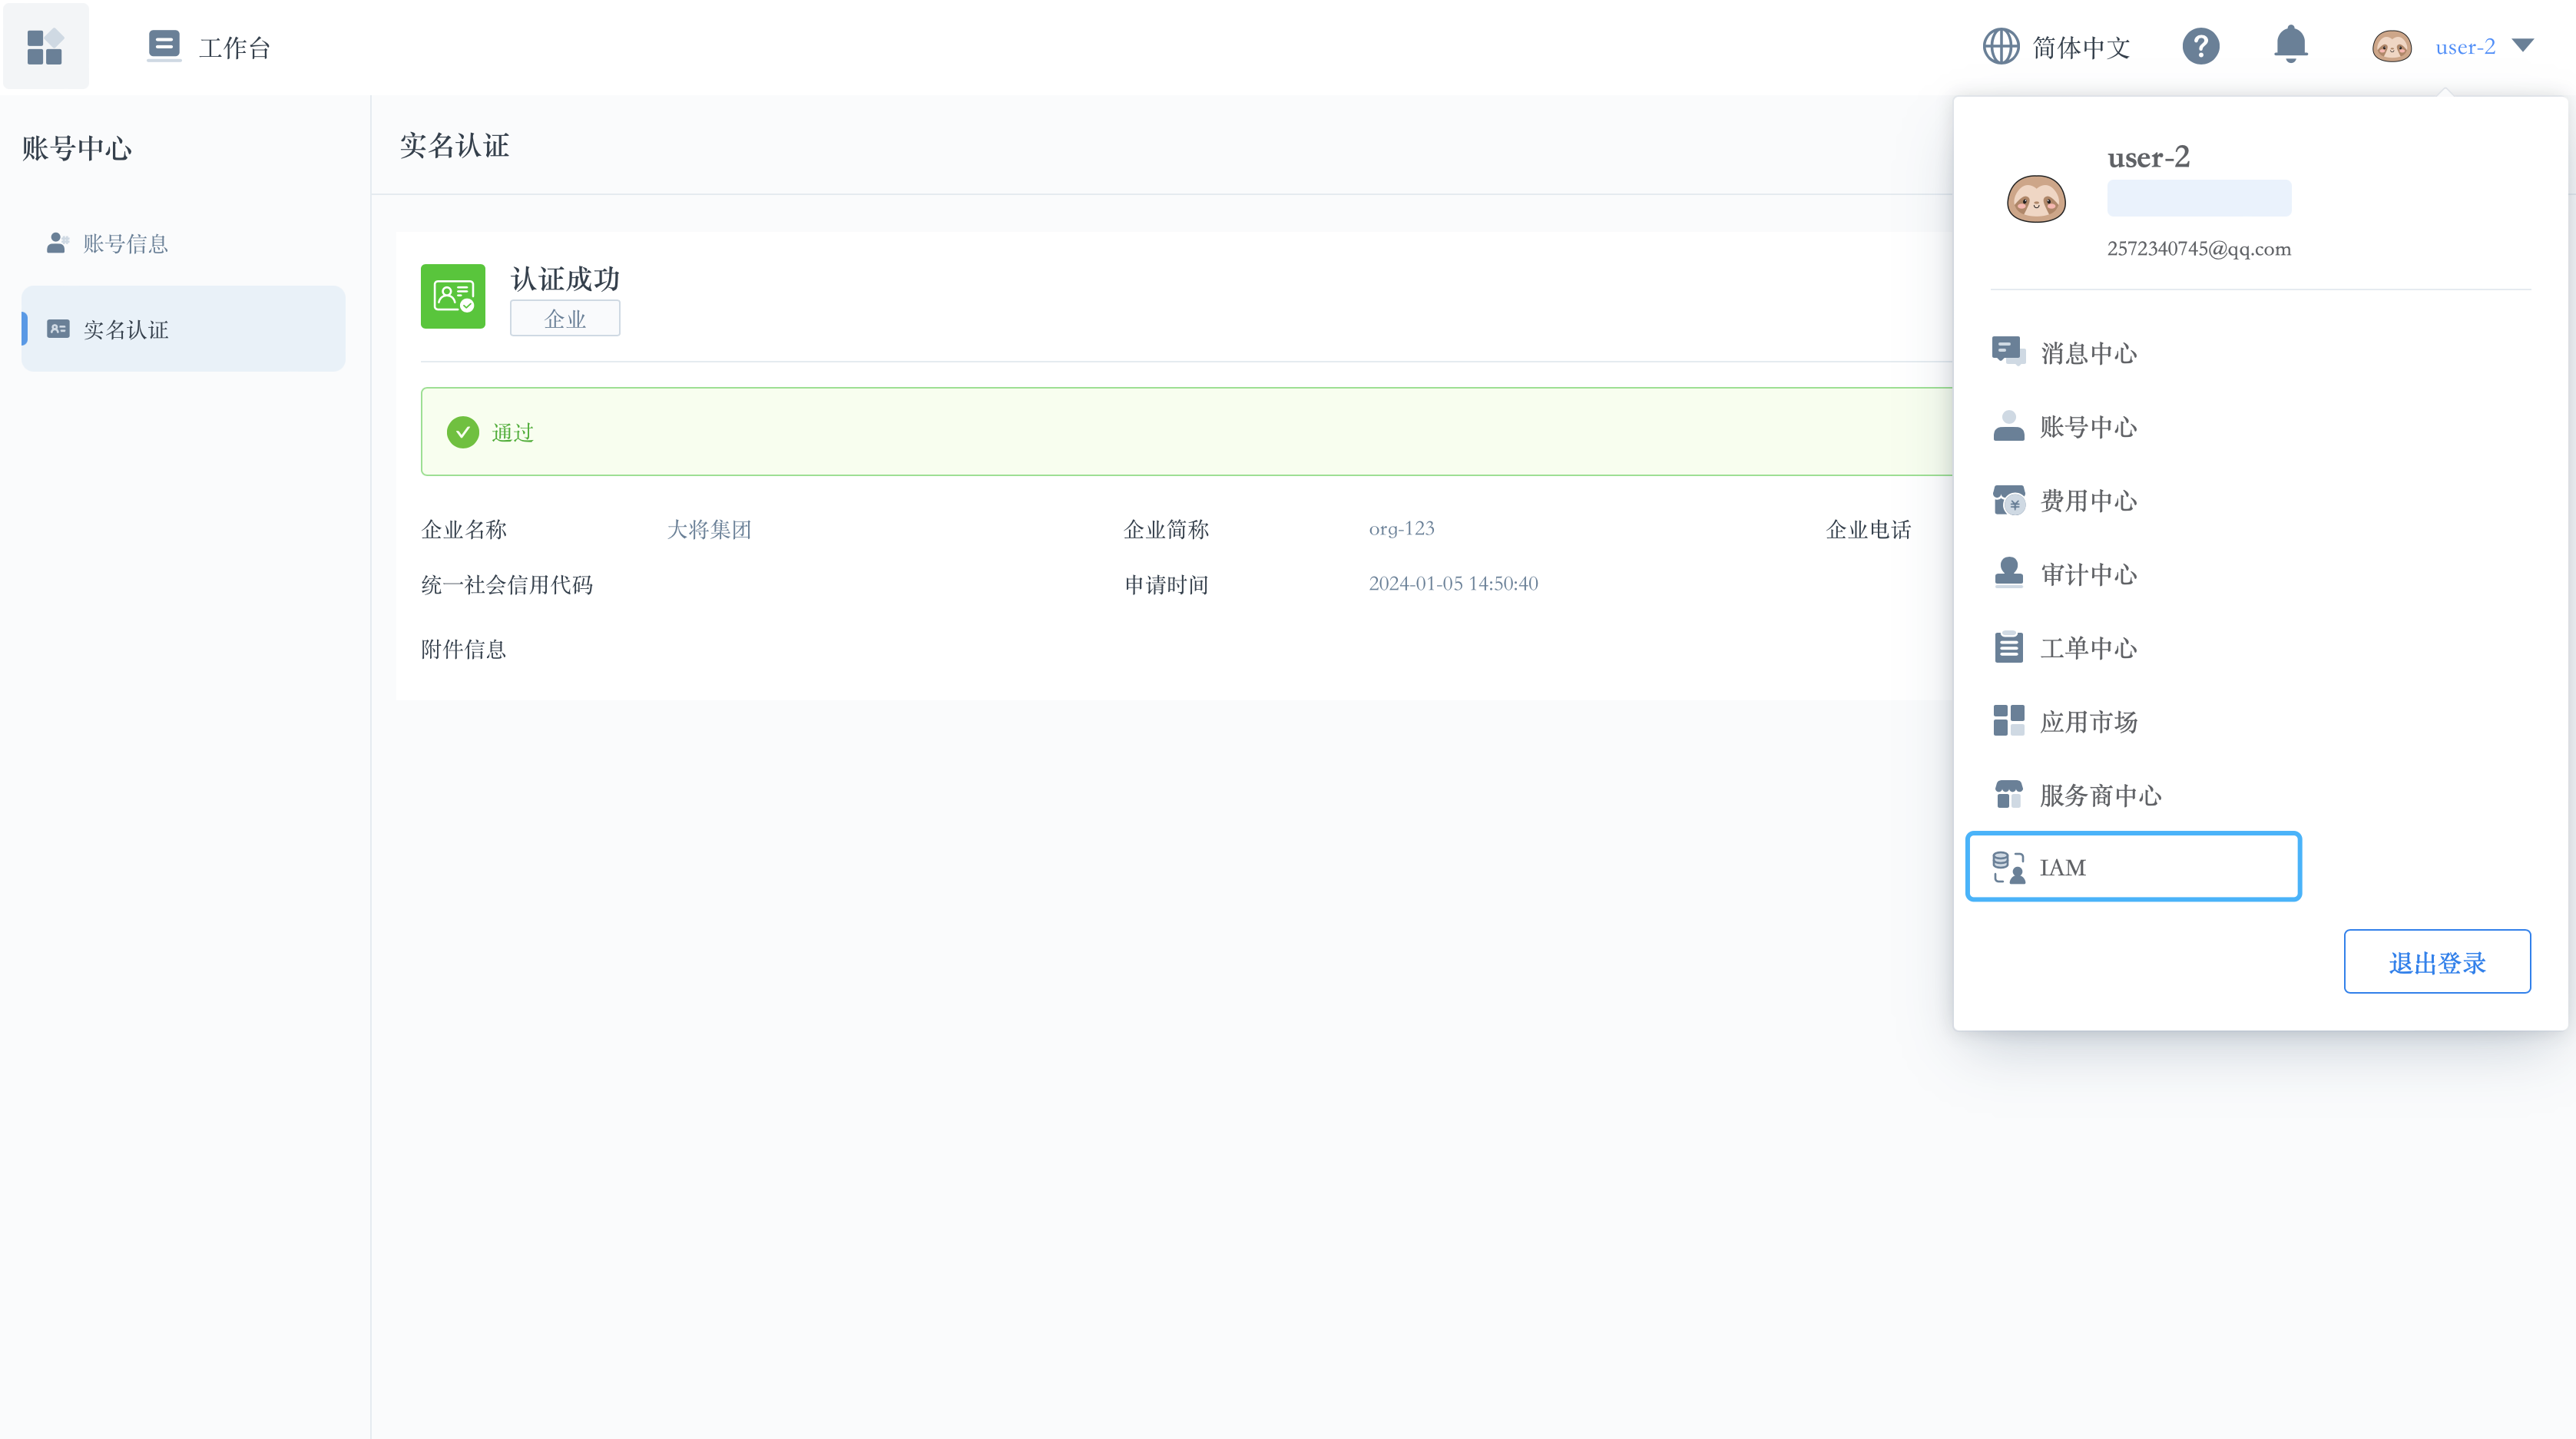 工作台
简体中文
user-2
账号中心
账号信息
实名认证
实名认证
认证成功
企业
通过
企业名称 大将集团 企业简称 org-123 企业电话
统一社会信用代码 申请时间 2024-01-05 14:50:40
附件信息
user-2
2572340745@qq.com
消息中心
账号中心
费用中心
审计中心
工单中心
应用市场
服务商中心
IAM
退出登录